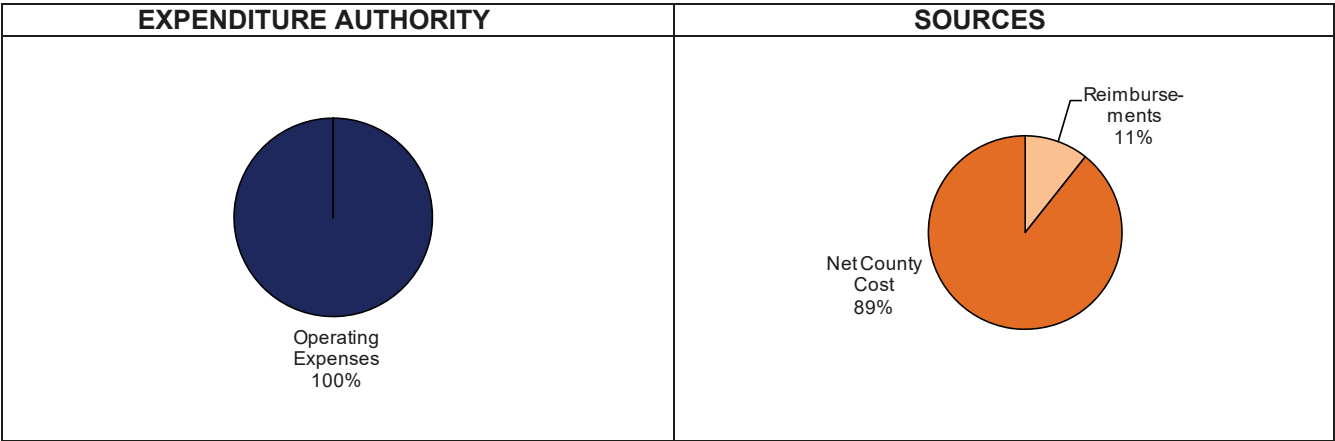 EXPENDITURE AUTHORITY
Operating
Expenses
100%
SOURCES
Reimburse-
ments
11%
Net County
Cost
89%